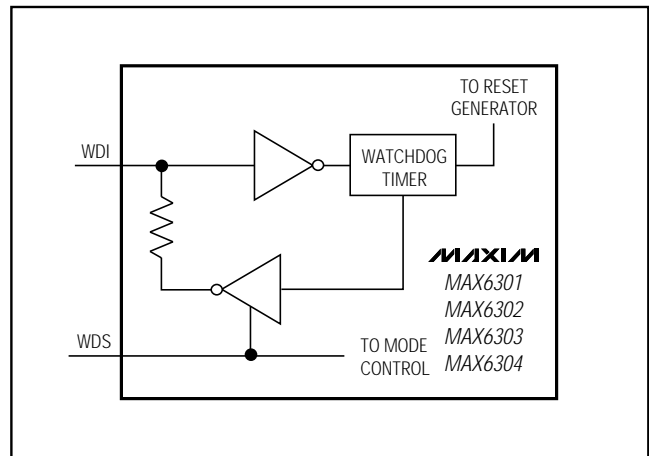 TO RESET
GENERATOR
WDI
WATCHDOG
TIMER
MAXIM
MAX6301
MAX6302
MAX6303
MAX6304
WDS
TO MODE
CONTROL